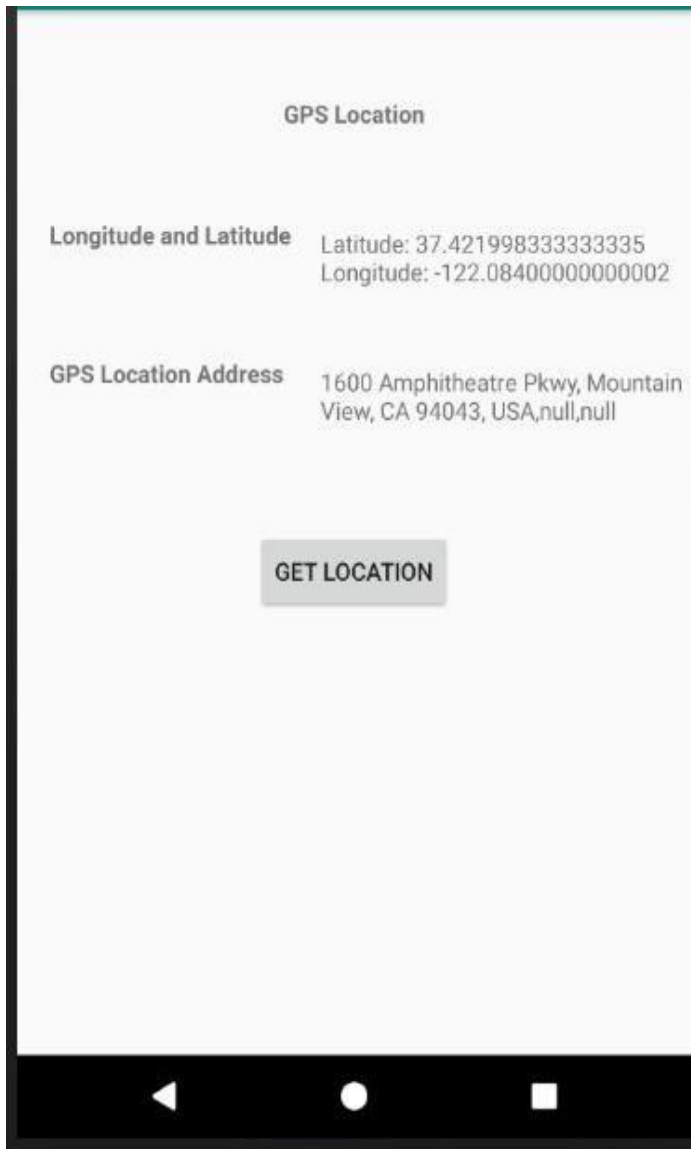 GPS Location
Longitude and Latitude
Latitude: 37.421998333333335
Longitude: -122.08400000000002
GPS Location Address
1600 Amphitheatre Pkwy, Mountain
View, CA 94043, USA,null,null
GET LOCATION